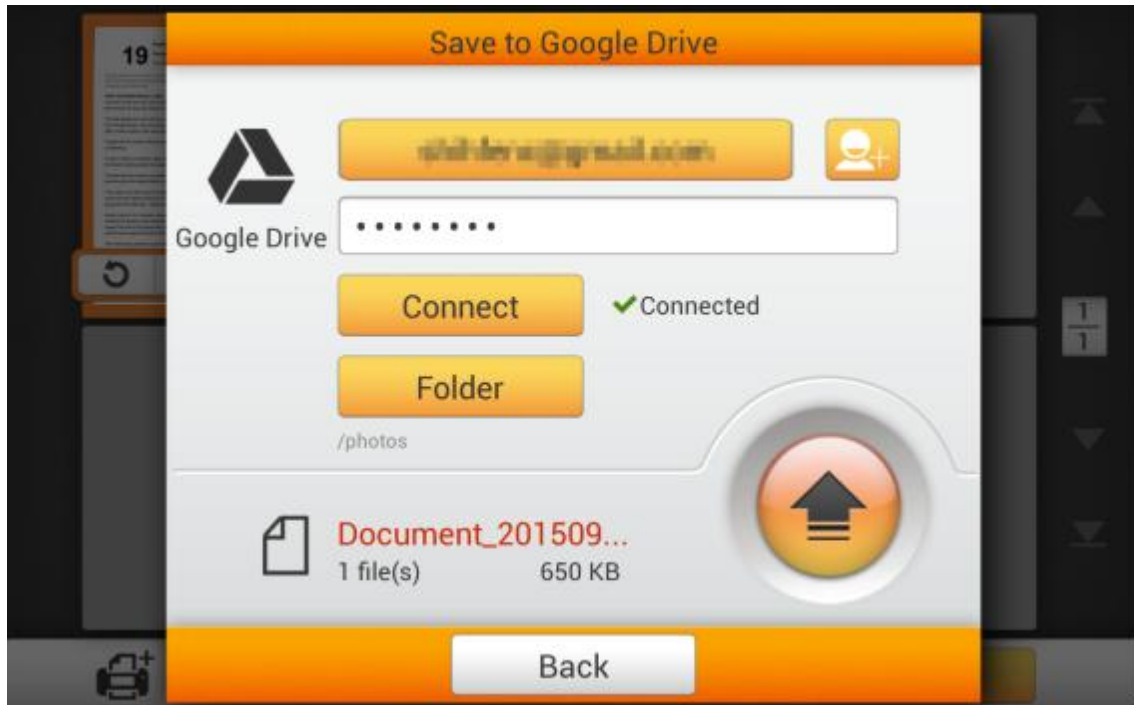 Save to Google Drive
19
Google Drive
••••••••
Connect
Connected
Folder
/photos
1
1
Document_201509...
1 file(s) 650 KB
Back